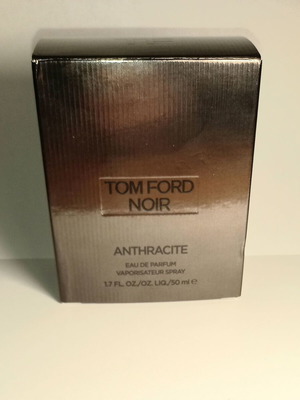 TOM FORD
NOIR
ANTHRACITE
EAU DE PARFUM
VAPORISATEUR SPRAY
1.7 FL. OZ./OZ. LIQ./50 ml ℮